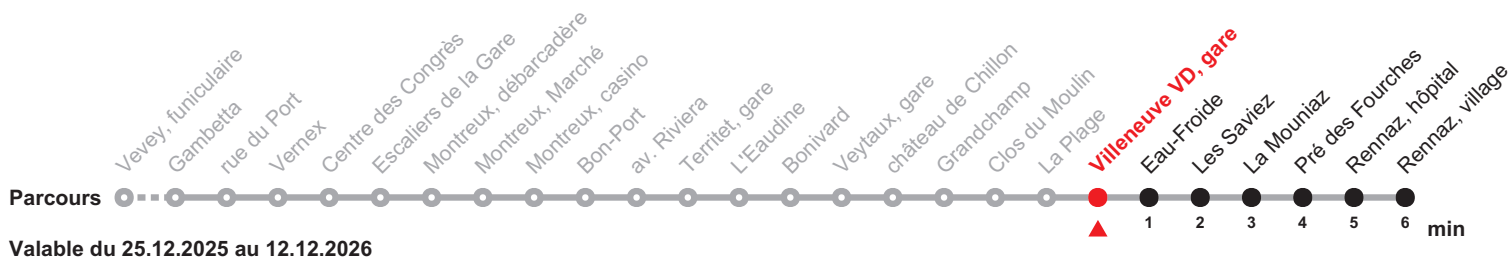 Vevey, funiculaire
Gambetta
rue du Port
Vernex
Centre des Congrès
Escaliers de la Gare
Montreux, débarcadère
Montreux, Marché
Montreux, casino
Bon-Port
av. Riviera
Territet, gare
L'Eaudine
Bonivard
Veytaux, gare
château de Chillon
Grandchamp
Clos du Moulin
La Plage
Villeneuve VD, gare
Eau-Froide
Les Saviez
La Mouniaz
Pré des Fourches
Rennaz, hôpital
Rennaz, village
Parcours
1 2 3 4 5 6 min
Valable du 25.12.2025 au 12.12.2026